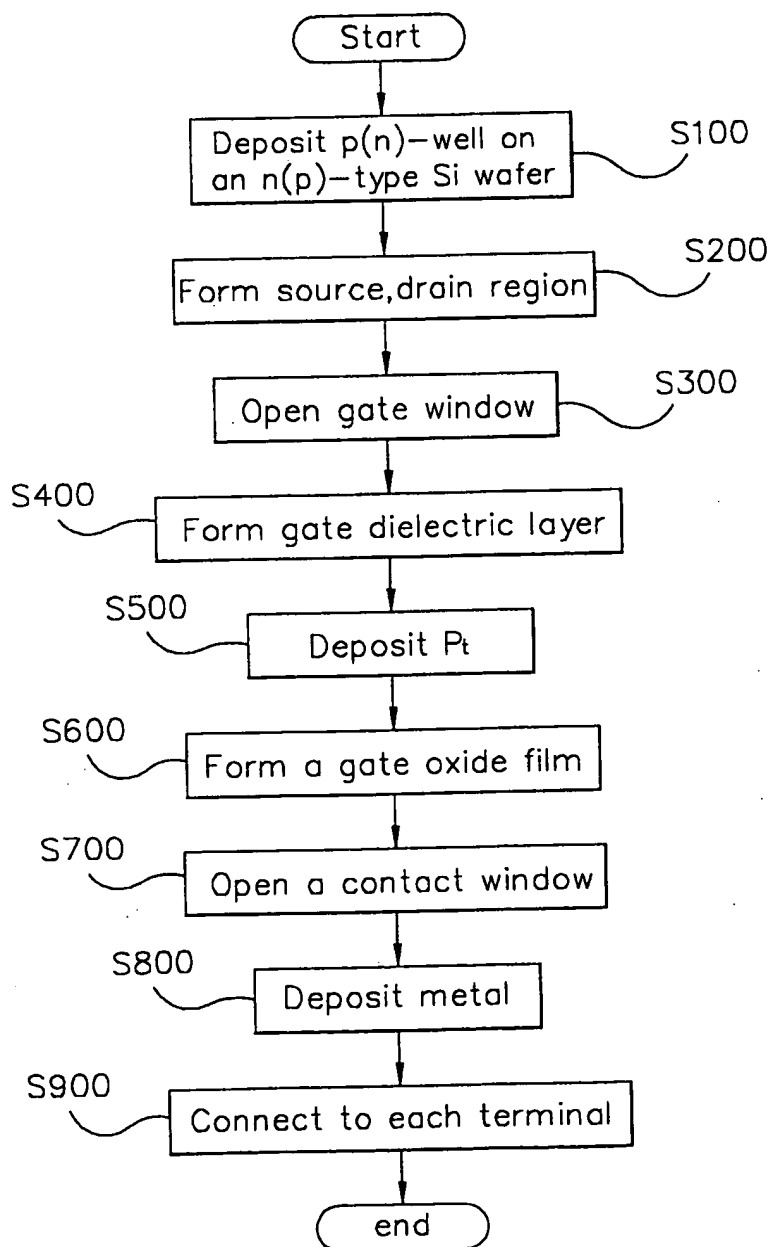 Start
Deposit p(n)-well on
an n(p)-type Si wafer
S100
Form source,drain region
S200
Open gate window
S300
S400
Form gate dielectric layer
S500
Deposit Pt
S600
Form a gate oxide film
S700
Open a contact window
S800
Deposit metal
S900
Connect to each terminal
end